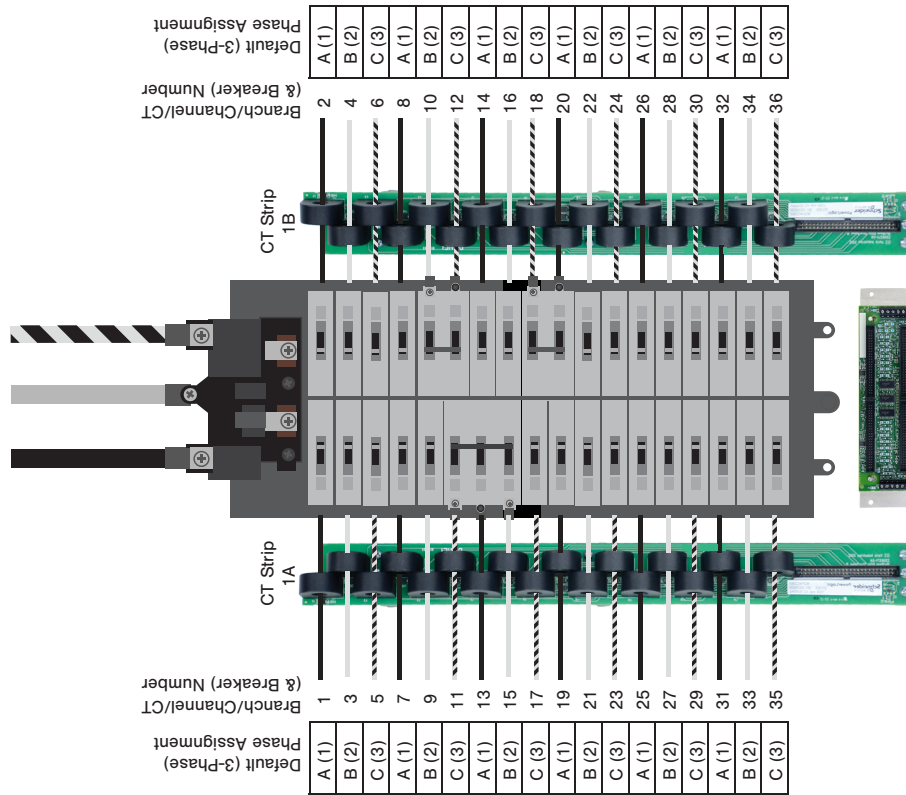 Default (3-Phase)
Phase Assignment
A (1)
B (2)
C (3)
A (1)
B (2)
C (3)
A (1)
B (2)
C (3)
A (1)
B (2)
C (3)
A (1)
B (2)
C (3)
A (1)
B (2)
C (3)
Branch/Channel/CT
(& Breaker) Number
2
4
6
8
10
12
14
16
18
20
22
24
26
28
30
32
34
36
CT Strip
1B
CT Strip
1A
Branch/Channel/CT
(& Breaker) Number
1
3
5
7
9
11
13
15
17
19
21
23
25
27
29
31
33
35
Default (3-Phase)
Phase Assignment
A (1)
B (2)
C (3)
A (1)
B (2)
C (3)
A (1)
B (2)
C (3)
A (1)
B (2)
C (3)
A (1)
B (2)
C (3)
A (1)
B (2)
C (3)